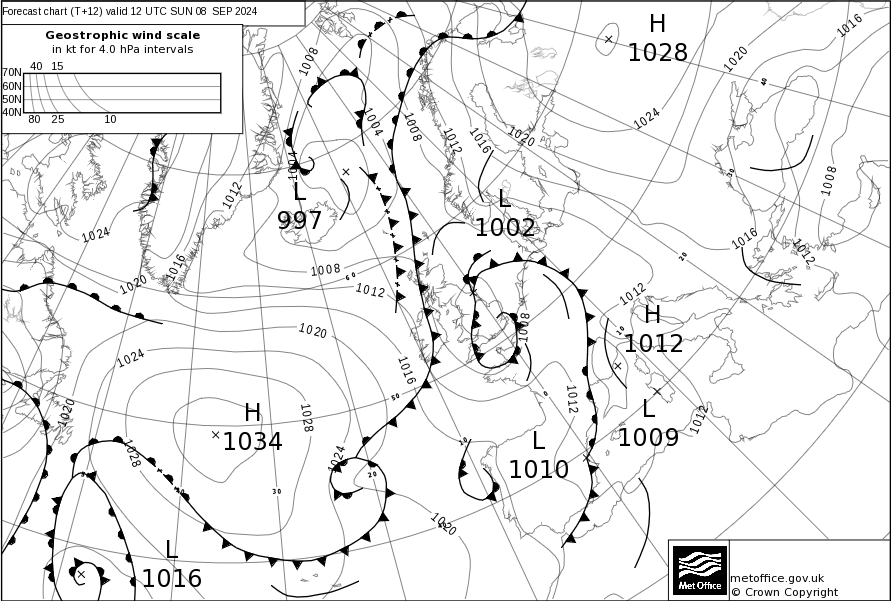 Forecast chart (T+12) valid 12 UTC SUN 08 SEP 2024
Geostrophic wind scale
in kt for 4.0 hPa intervals
40 15
70N
60N
50N
40N
80 25 10
H
1028
1016
1020
1008
1024
40
1004
1008
1012
1016
1020
1008
30
1012
L
997
L
1002
1024
1016
1016
1012
20
1020
1008
60
1012
1012
H
1012
10
1008
1020
1024
1016
50
0
1012
L
1009
1012
1020
H
1034
1028
1028
1024
L
1010
10
20
30
1020
L
1016
Met Office
metoffice.gov.uk
© Crown Copyright